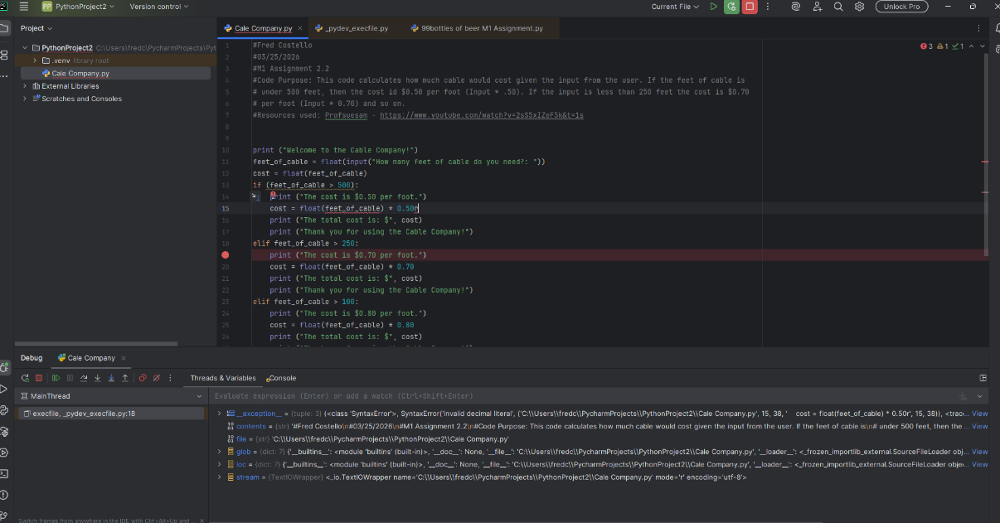 PC
PP PythonProject2 Version control Current File Unlock Pro
Project
Cale Company.py _pydev_execfile.py 99bottles of beer M1 Assignment.py
PythonProject2 C:\Users\fredc\PycharmProjects\Pyt
.venv library root
Cale Company.py
External Libraries
Scratches and Consoles
3 1 1
1 #Fred Costello
2 #03/25/2026
3 #M1 Assignment 2.2
4 #Code Purpose: This code calculates how much cable would cost given the input from the user. If the feet of cable is
5 # under 500 feet, then the cost id $0.50 per foot (Input * .50). If the input is less than 250 feet the cost is $0.70
6 # per foot (Input * 0.70) and so on.
7 #Resources used: Profsuesam - https://www.youtube.com/watch?v=2sS5xIZeF5k&t=1s
8
9
10 print ("Welcome to the Cable Company!")
11 feet_of_cable = float(input("How many feet of cable do you need?: "))
12 cost = float(feet_of_cable)
13 if (feet_of_cable > 500):
14 print ("The cost is $0.50 per foot.")
15 cost = float(feet_of_cable) * 0.50r
16 print ("The total cost is: $", cost)
17 print ("Thank you for using the Cable Company!")
18 elif feet_of_cable > 250:
print ("The cost is $0.70 per foot.")
20 cost = float(feet_of_cable) * 0.70
21 print ("The total cost is: $", cost)
22 print ("Thank you for using the Cable Company!")
23 elif feet_of_cable > 100:
24 print ("The cost is $0.80 per foot.")
25 cost = float(feet_of_cable) * 0.80
26 print ("The total cost is: $", cost)
Debug Cale Company
Threads & Variables Console
MainThread
Evaluate expression (Enter) or add a watch (Ctrl+Shift+Enter)
execfile, _pydev_execfile.py:18
__exception__ = {tuple: 3} (<class 'SyntaxError'>, SyntaxError('invalid decimal literal', ('C:\\Users\\fredc\\PycharmProjects\\PythonProject2\\Cale Company.py', 15, 38, '    cost = float(feet_of_cable) * 0.50r', 15, 38)), <trac... View
contents = {str} '#Fred Costello\n#03/25/2026\n#M1 Assignment 2.2\n#Code Purpose: This code calculates how much cable would cost given the input from the user. If the feet of cable is\n# under 500 feet, then the ... View
file = {str} 'C:\\Users\\fredc\\PycharmProjects\\PythonProject2\\Cale Company.py'
glob = {dict: 7} {'__builtins__': <module 'builtins' (built-in)>, '__doc__': None, '__file__': 'C:\\Users\\fredc\\PycharmProjects\\PythonProject2\\Cale Company.py', '__loader__': <_frozen_importlib_external.SourceFileLoader obj... View
loc = {dict: 7} {'__builtins__': <module 'builtins' (built-in)>, '__doc__': None, '__file__': 'C:\\Users\\fredc\\PycharmProjects\\PythonProject2\\Cale Company.py', '__loader__': <_frozen_importlib_external.SourceFileLoader objec... View
stream = {TextIOWrapper} <_io.TextIOWrapper name='C:\\Users\\fredc\\PycharmProjects\\PythonProject2\\Cale Company.py' mode='r' encoding='utf-8'>
Switch frames from anywhere in the IDE with Ctrl+Alt+Up and ...